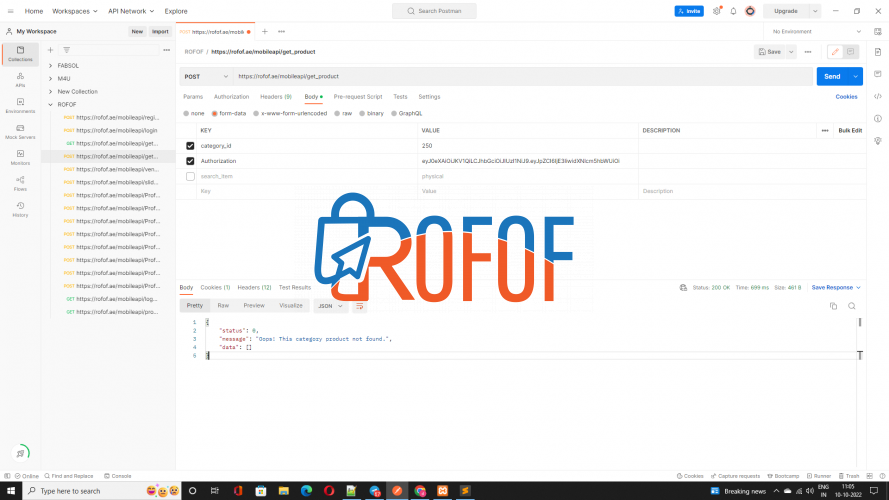 Home Workspaces API Network Explore Search Postman Invite Upgrade
My Workspace New Import POST https://rofof.ae/mobil No Environment
Collections
APIs
Environments
Mock Servers
Monitors
Flows
History
FABSOL
M4U
New Collection
ROFOF
POST https://rofof.ae/mobileapi/regi...
POST https://rofof.ae/mobileapi/login
GET https://rofof.ae/mobileapi/get...
POST https://rofof.ae/mobileapi/get...
POST https://rofof.ae/mobileapi/ven...
POST https://rofof.ae/mobileapi/slid...
POST https://rofof.ae/mobileapi/Prof...
POST https://rofof.ae/mobileapi/Prof...
POST https://rofof.ae/mobileapi/Prof...
POST https://rofof.ae/mobileapi/Prof...
POST https://rofof.ae/mobileapi/Prof...
POST https://rofof.ae/mobileapi/Prof...
POST https://rofof.ae/mobileapi/Prof...
POST https://rofof.ae/mobileapi/Prof...
GET https://rofof.ae/mobileapi/log...
GET https://rofof.ae/mobileapi/pro...
ROFOF / https://rofof.ae/mobileapi/get_product Save
POST https://rofof.ae/mobileapi/get_product Send
Params Authorization Headers (9) Body Pre-request Script Tests Settings Cookies
none form-data x-www-form-urlencoded raw binary GraphQL
KEY VALUE DESCRIPTION Bulk Edit
category_id 250
Authorization
search_item physical
Key Value Description
ROFOF
Body Cookies (1) Headers (12) Test Results Status: 200 OK Time: 699 ms Size: 461 B Save Response
Pretty Raw Preview Visualize JSON
1 {
2 "status": 0,
3 "message": "Oops! This category product not found.",
4 "data": []
5 }
Online Find and Replace Console Cookies Capture requests Bootcamp Runner Trash
Type here to search Breaking news ENG IN 11:05 10-10-2022